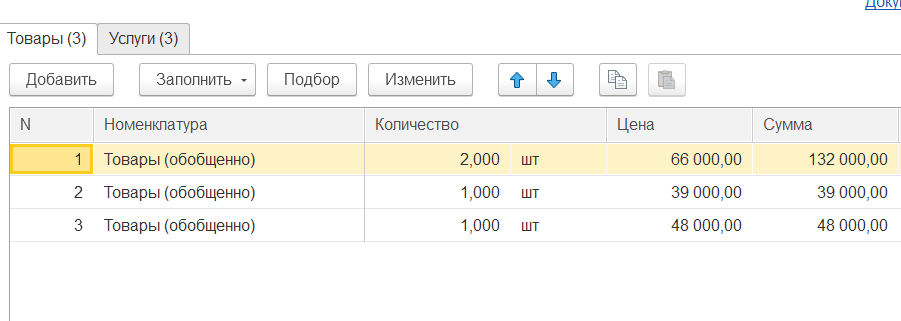 Докум
Товары (3) Услуги (3)
Добавить Заполнить Подбор Изменить
N Номенклатура Количество Цена Сумма
1 Товары (обобщенно) 2,000 шт 66 000,00 132 000,00
2 Товары (обобщенно) 1,000 шт 39 000,00 39 000,00
3 Товары (обобщенно) 1,000 шт 48 000,00 48 000,00